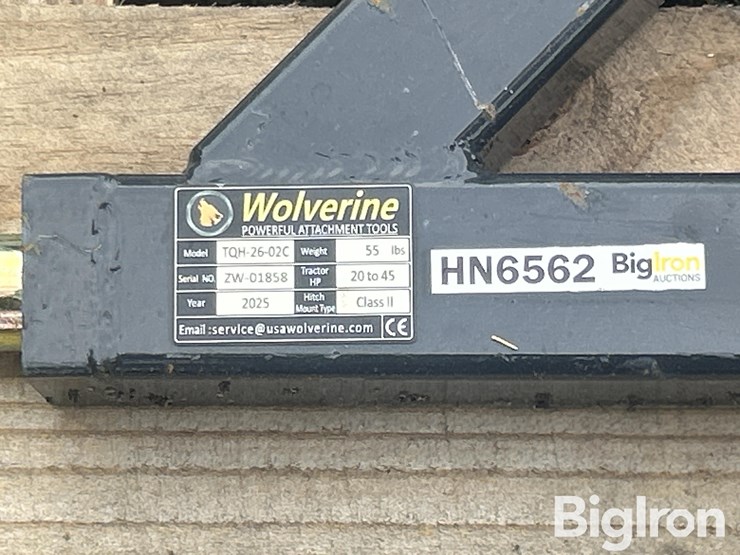 Wolverine
POWERFUL ATTACHMENT TOOLS
Model TQH-26-02C Weight 55 lbs
Serial NO. ZW-01858 Tractor HP 20 to 45
Year 2025 Hitch Mount Type Class II
Email :service@usawolverine.com CE
HN6562 BigIron
AUCTIONS
BigIron